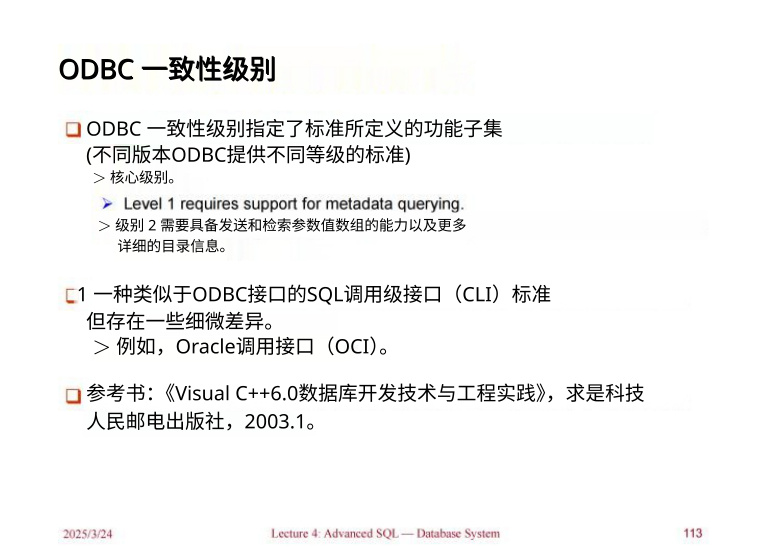 ODBC 一致性级别
ODBC 一致性级别指定了标准所定义的功能子集
(不同版本ODBC提供不同等级的标准)
> 核心级别。
Level 1 requires support for metadata querying.
> 级别 2 需要具备发送和检索参数值数组的能力以及更多
详细的目录信息。
1 一种类似于ODBC接口的SQL调用级接口（CLI）标准
但存在一些细微差异。
> 例如，Oracle调用接口（OCI）。
参考书：《Visual C++6.0数据库开发技术与工程实践》，求是科技
人民邮电出版社，2003.1。
2025/3/24 Lecture 4: Advanced SQL — Database System 113